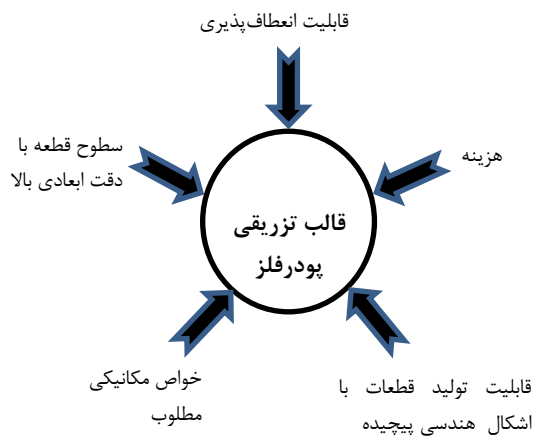 قابلیت انعطاف‌پذیری
سطوح قطعه با
دقت ابعادی بالا
هزینه
قالب تزریقی
پودرفلز
خواص مکانیکی
مطلوب
قابلیت تولید قطعات با
اشکال هندسی پیچیده